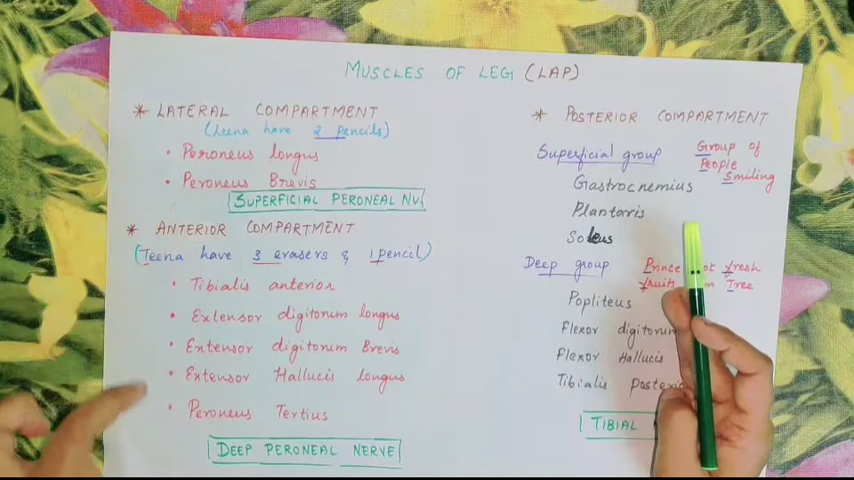 MUSCLES OF LEG (LAP)
* LATERAL COMPARTMENT
(Leena have 2 pencils)
• Peroneus longus
• Peroneus Brevis
SUPERFICIAL PERONEAL NV.
* ANTERIOR COMPARTMENT
(Teena have 3 erasers & 1 pencil)
• Tibialis anterior
• Extensor digitorum longus
• Extensor digitorum Brevis
• Extensor Hallucis longus
• Peroneus Tertius
DEEP PERONEAL NERVE
* POSTERIOR COMPARTMENT
Superficial group
Group of
People
Smiling
Gastrocnemius
Plantaris
Soleus
Deep group
Prince fresh
fruits Tree
Popliteus
Flexor
Flexor Hallucis
Tibialis
TIBIAL